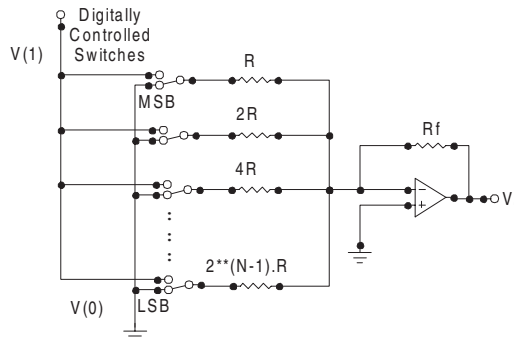 Digitally
Controlled
Switches
V(1)
R
MSB
2R
Rf
4R
−
+
V
2**(N-1).R
V(0)
LSB